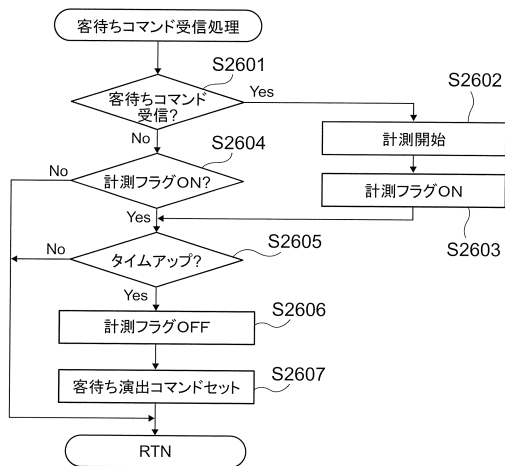 客待ちコマンド受信処理
S2601
客待ちコマンド
受信?
Yes
No
S2602
計測開始
S2604
計測フラグON?
No
Yes
計測フラグON
S2603
S2605
タイムアップ?
No
Yes
S2606
計測フラグOFF
S2607
客待ち演出コマンドセット
RTN